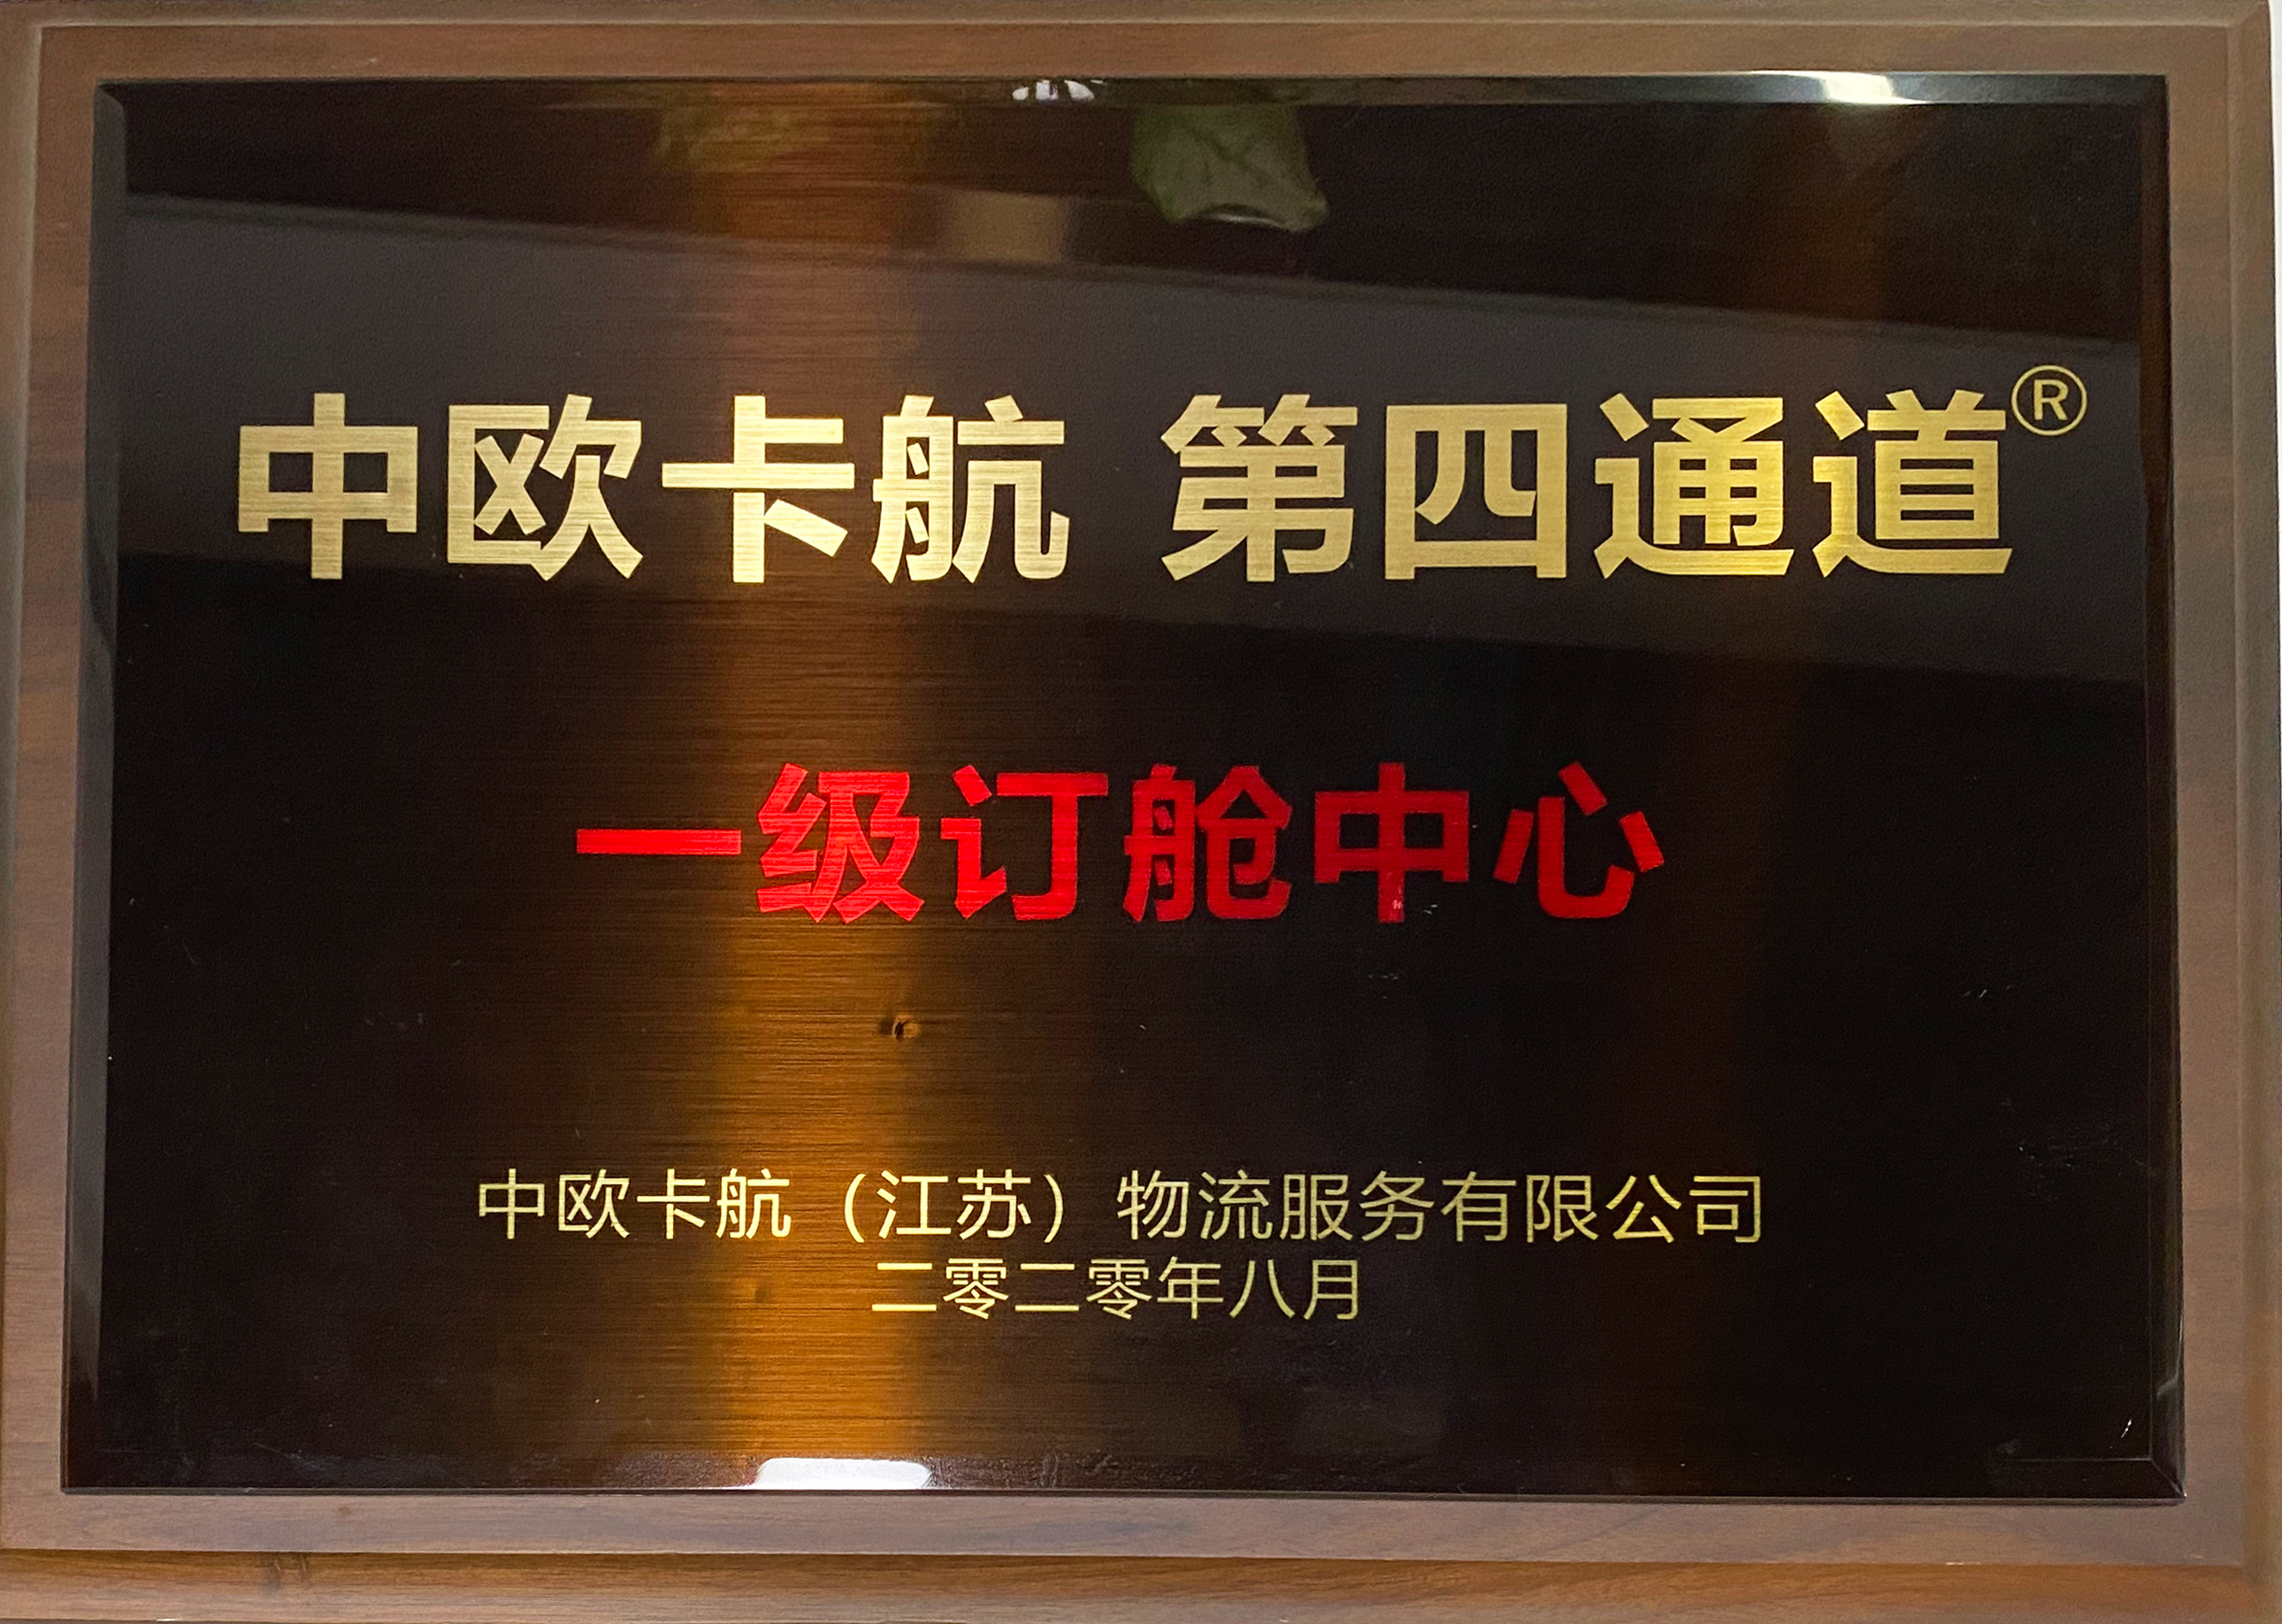 中欧卡航 第四通道®
一级订舱中心
中欧卡航（江苏）物流服务有限公司
二零二零年八月